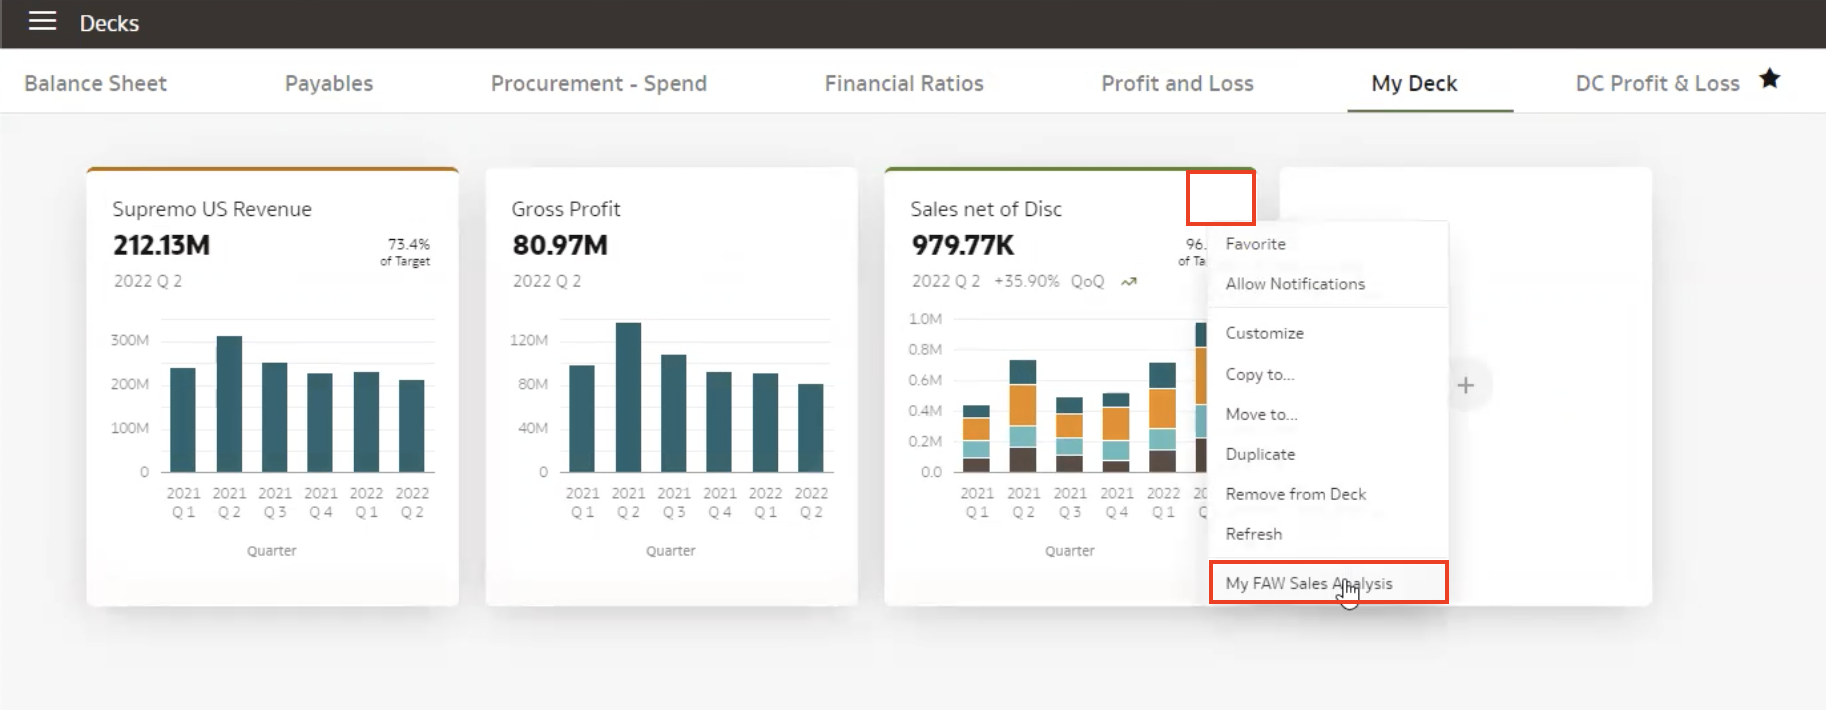 Decks
Balance Sheet
Payables
Procurement - Spend
Financial Ratios
Profit and Loss
My Deck
DC Profit & Loss
Supremo US Revenue
212.13M
73.4%
of Target
2022 Q 2
300M
200M
100M
0
2021 2021 2021 2021 2022 2022
Q 1 Q 2 Q 3 Q 4 Q 1 Q 2
Quarter
Gross Profit
80.97M
2022 Q 2
120M
80M
40M
0
2021 2021 2021 2021 2022 2022
Q 1 Q 2 Q 3 Q 4 Q 1 Q 2
Quarter
Sales net of Disc
979.77K
96.
of Ta
2022 Q 2 +35.90% QoQ
1.0M
0.8M
0.6M
0.4M
0.2M
0.0
2021 2021 2021 2021 2022 20
Q 1 Q 2 Q 3 Q 4 Q 1
Quarter
Favorite
Allow Notifications
Customize
Copy to...
Move to...
Duplicate
Remove from Deck
Refresh
My FAW Sales Analysis
+